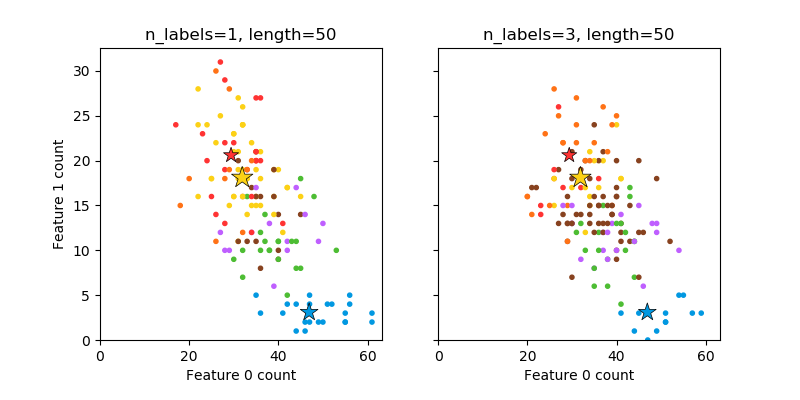 n_labels=1, length=50
n_labels=3, length=50
Feature 1 count
30
25
20
15
10
5
0
0 20 40 60
0 20 40 60
Feature 0 count
Feature 0 count